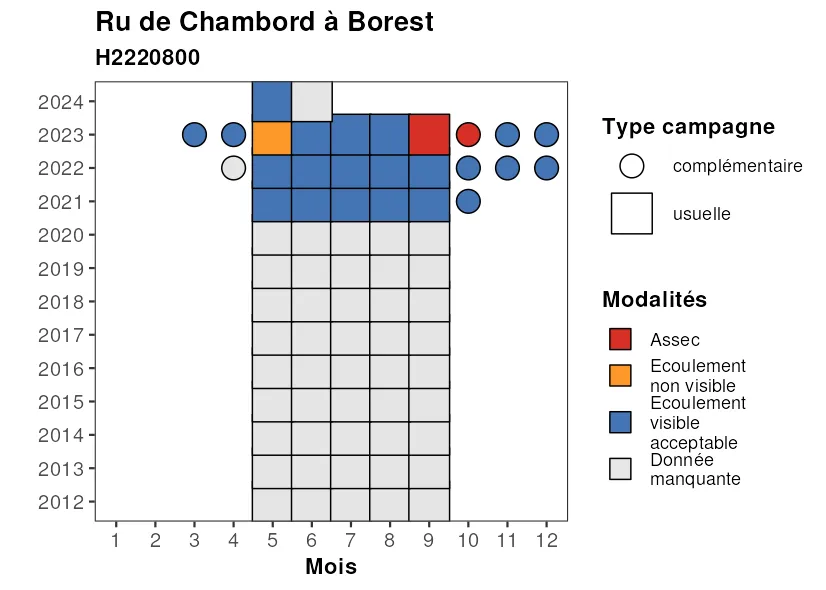 Ru de Chambord à Borest
H2220800
2024
2023
2022
2021
2020
2019
2018
2017
2016
2015
2014
2013
2012
1 2 3 4 5 6 7 8 9 10 11 12
Mois
Type campagne
complémentaire
usuelle
Modalités
Assec
Ecoulement
non visible
Ecoulement
visible
acceptable
Donnée
manquante